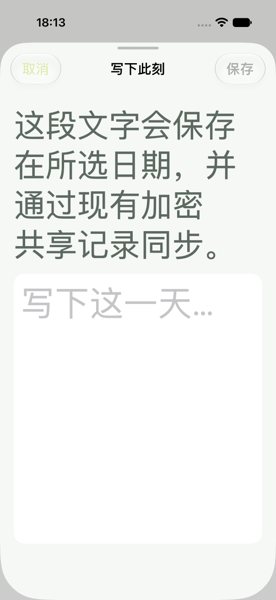 18:13
取消 写下此刻 保存
这段文字会保存
在所选日期，并
通过现有加密
共享记录同步。
写下这一天...